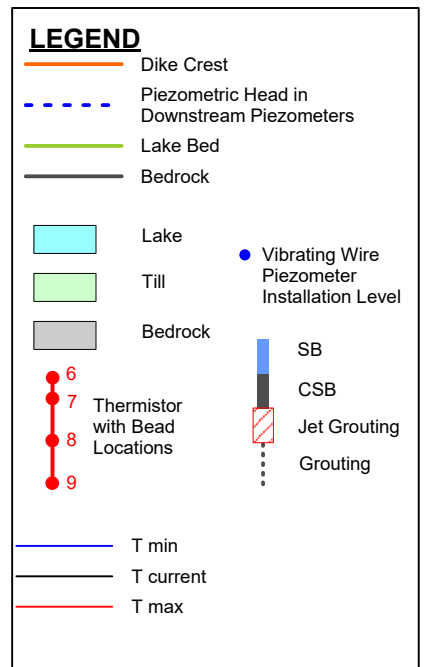 LEGEND
Dike Crest
Piezometric Head in
Downstream Piezometers
Lake Bed
Bedrock
Lake
Till
Bedrock
Vibrating Wire
Piezometer
Installation Level
6
7
8
9
Thermistor
with Bead
Locations
SB
CSB
Jet Grouting
Grouting
T min
T current
T max